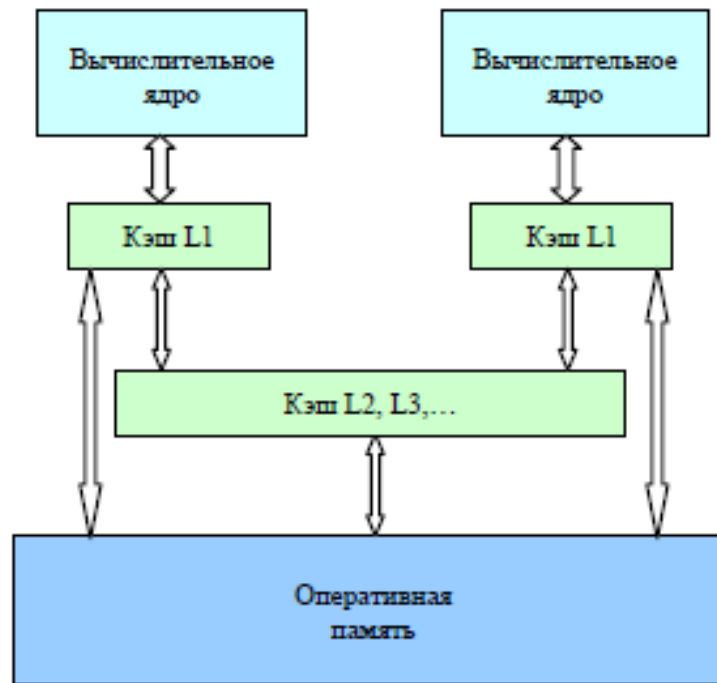 Вычислительное
ядро
Вычислительное
ядро
Кэш L1
Кэш L1
Кэш L2, L3,...
Оперативная
память